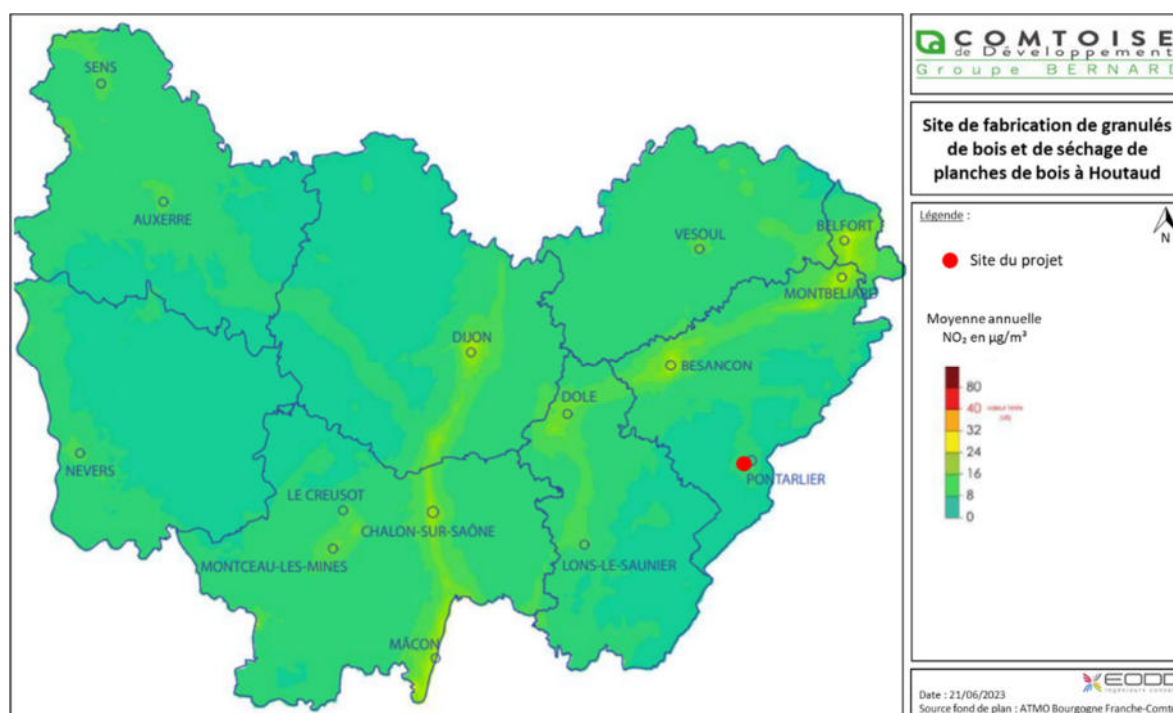 SENS
AUXERRE
VESOUL
BELFORT
MONTBELIARD
DIJON
BESANCON
DOLE
NEVERS
PONTARLIER
LE CREUSOT
CHALON-SUR-SAÔNE
MONTCEAU-LES-MINES
LONS-LE-SAUNIER
MÂCON
COMTOISE
de Développement
Groupe BERNARD
Site de fabrication de granulés
de bois et de séchage de
planches de bois à Houtaud
Légende :
N
Site du projet
Moyenne annuelle
NO₂ en µg/m³
80
40
32
24
16
8
0
EODD
ingénieurs conseils
Date : 21/06/2023
Source fond de plan : ATMO Bourgogne Franche-Comté